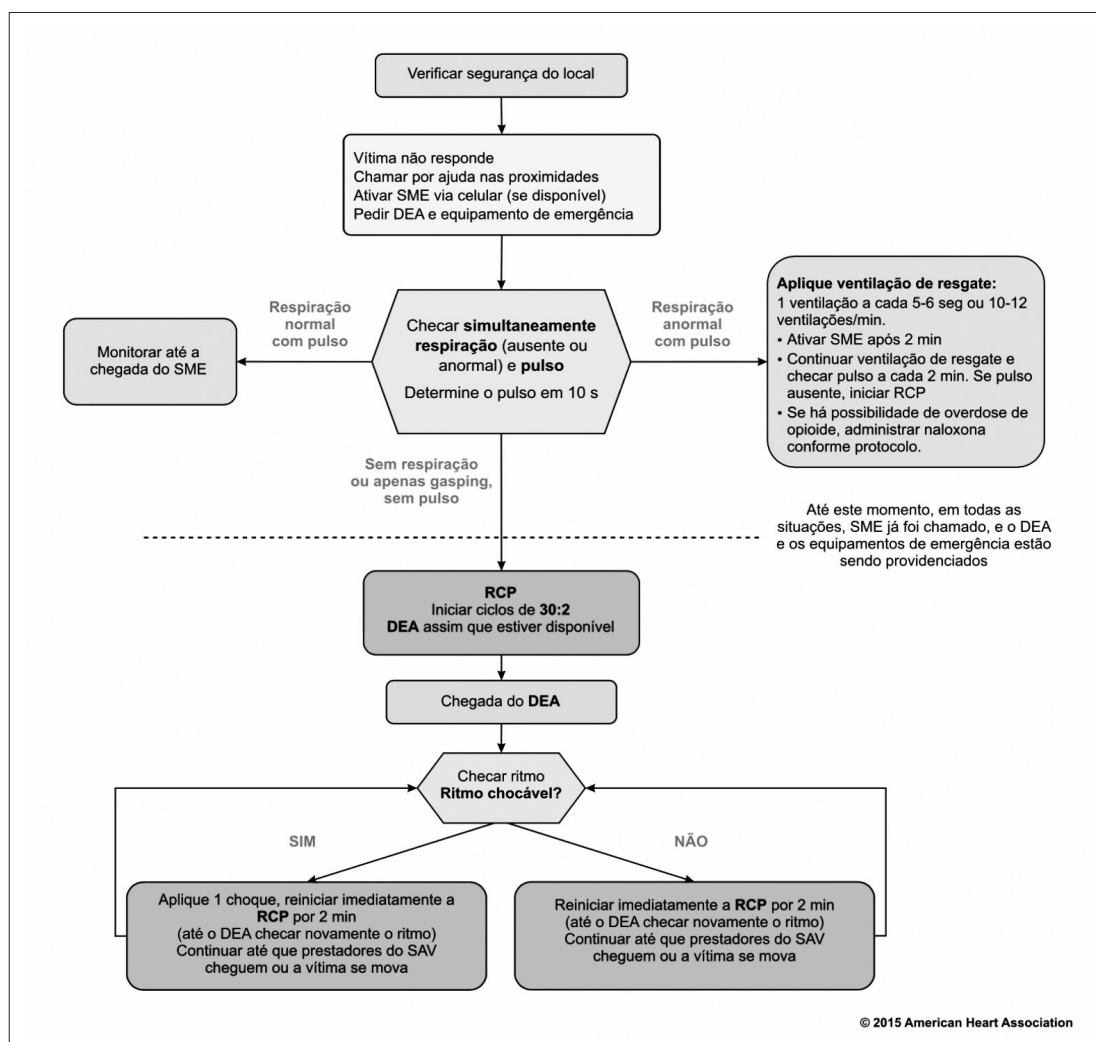 Verificar segurança do local
Vítima não responde
Chamar por ajuda nas proximidades
Ativar SME via celular (se disponível)
Pedir DEA e equipamento de emergência
Respiração
normal
com pulso
Monitorar até a
chegada do SME
Checar simultaneamente
respiração (ausente ou
anormal) e pulso
Determine o pulso em 10 s
Respiração
anormal
com pulso
Aplique ventilação de resgate:
1 ventilação a cada 5-6 seg ou 10-12
ventilações/min.
• Ativar SME após 2 min
• Continuar ventilação de resgate e
checar pulso a cada 2 min. Se pulso
ausente, iniciar RCP
• Se há possibilidade de overdose de
opioide, administrar naloxona
conforme protocolo.
Sem respiração
ou apenas gasping,
sem pulso
Até este momento, em todas as
situações, SME já foi chamado, e o DEA
e os equipamentos de emergência estão
sendo providenciados
RCP
Iniciar ciclos de 30:2
DEA assim que estiver disponível
Chegada do DEA
Checar ritmo
Ritmo chocável?
SIM
NÃO
Aplique 1 choque, reiniciar imediatamente a
RCP por 2 min
(até o DEA checar novamente o ritmo)
Continuar até que prestadores do SAV
cheguem ou a vítima se mova
Reiniciar imediatamente a RCP por 2 min
(até o DEA checar novamente o ritmo)
Continuar até que prestadores do SAV
cheguem ou a vítima se mova
© 2015 American Heart Association